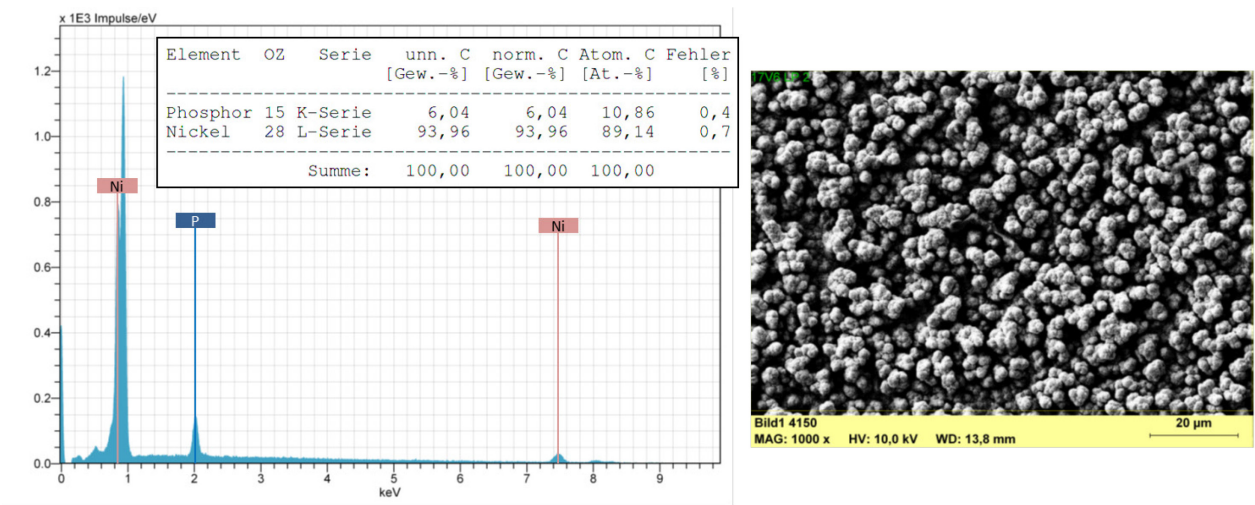 x 1E3 Impulse/eV
Element OZ Serie unn. C norm. C Atom. C Fehler
[Gew.-%] [Gew.-%] [At.-%] [%]
Phosphor 15 K-Serie 6,04 6,04 10,86 0,4
Nickel 28 L-Serie 93,96 93,96 89,14 0,7
Summe: 100,00 100,00 100,00
1.2
1.0
0.8
0.6
0.4
0.2
0.0
Ni
P
Ni
0 1 2 3 4 5 6 7 8 9
keV
Bild1 4150
MAG: 1000 x HV: 10,0 kV WD: 13,8 mm
20 µm